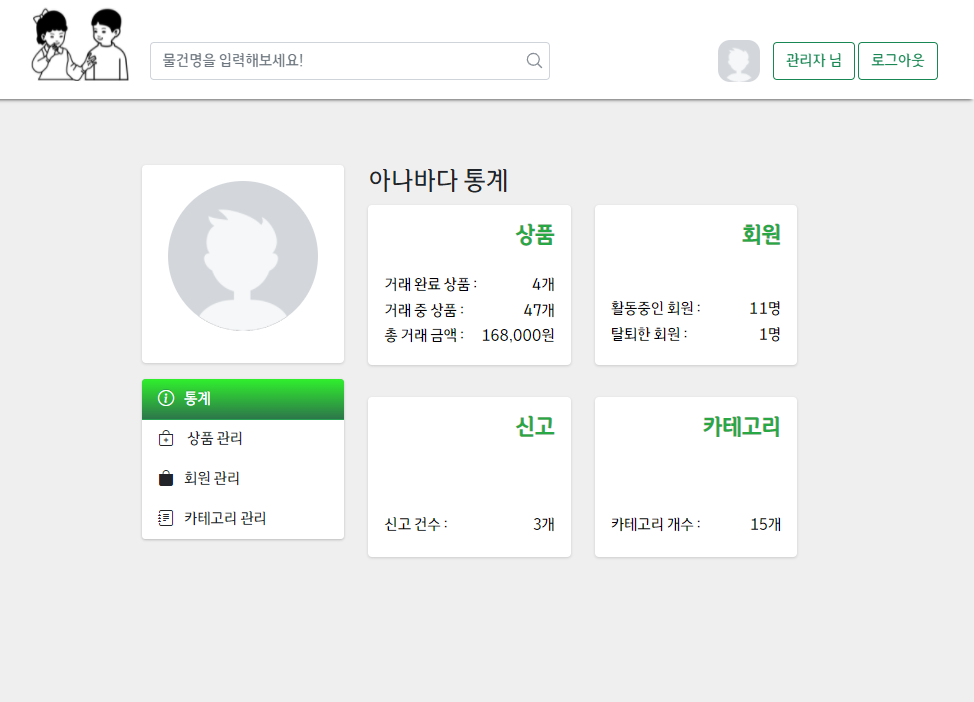 물건명을 입력해보세요!
관리자 님
로그아웃
아나바다 통계
상품
거래 완료 상품 : 4개
거래 중 상품 : 47개
총 거래 금액 : 168,000원
회원
활동중인 회원 : 11명
탈퇴한 회원 : 1명
통계
상품 관리
회원 관리
카테고리 관리
신고
신고 건수 : 3개
카테고리
카테고리 개수 : 15개